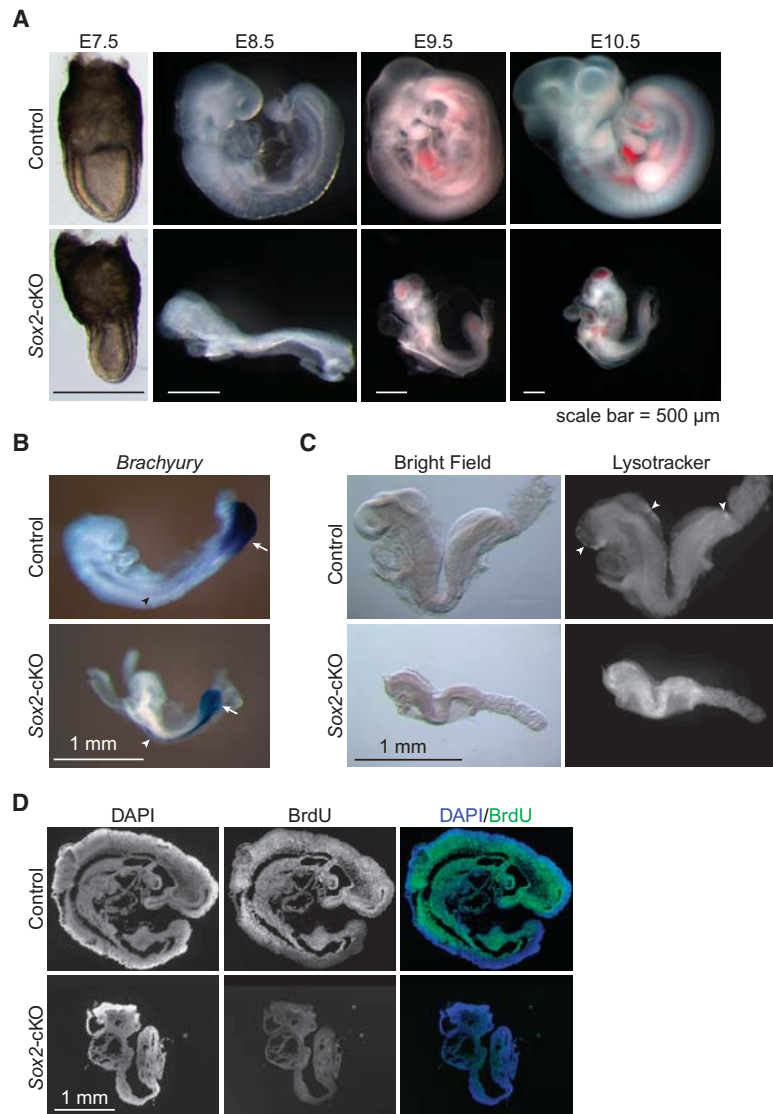 A
E7.5 E8.5 E9.5 E10.5
Control
Sox2-cKO
scale bar = 500 µm
B
Brachyury
Control
Sox2-cKO
1 mm
C
Bright Field Lysotracker
Control
Sox2-cKO
1 mm
D
DAPI BrdU DAPI/BrdU
Control
Sox2-cKO
1 mm